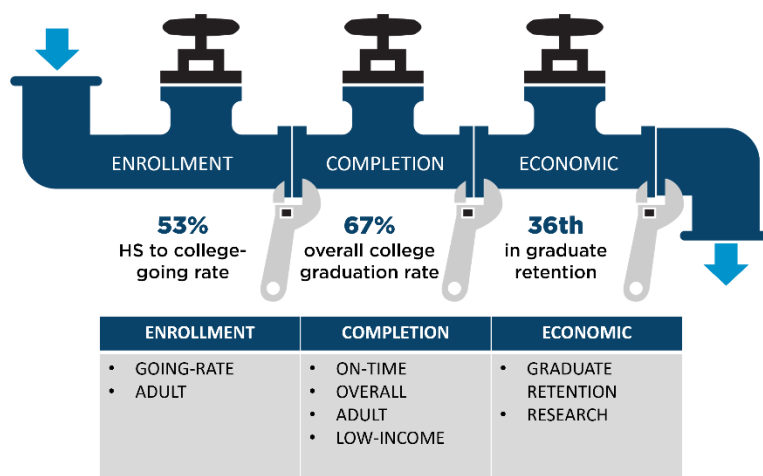 ENROLLMENT
COMPLETION
ECONOMIC
53%
HS to college-
going rate
67%
overall college
graduation rate
36th
in graduate
retention
ENROLLMENT
COMPLETION
ECONOMIC
• GOING-RATE
• ADULT
• ON-TIME
• OVERALL
• ADULT
• LOW-INCOME
• GRADUATE
RETENTION
• RESEARCH